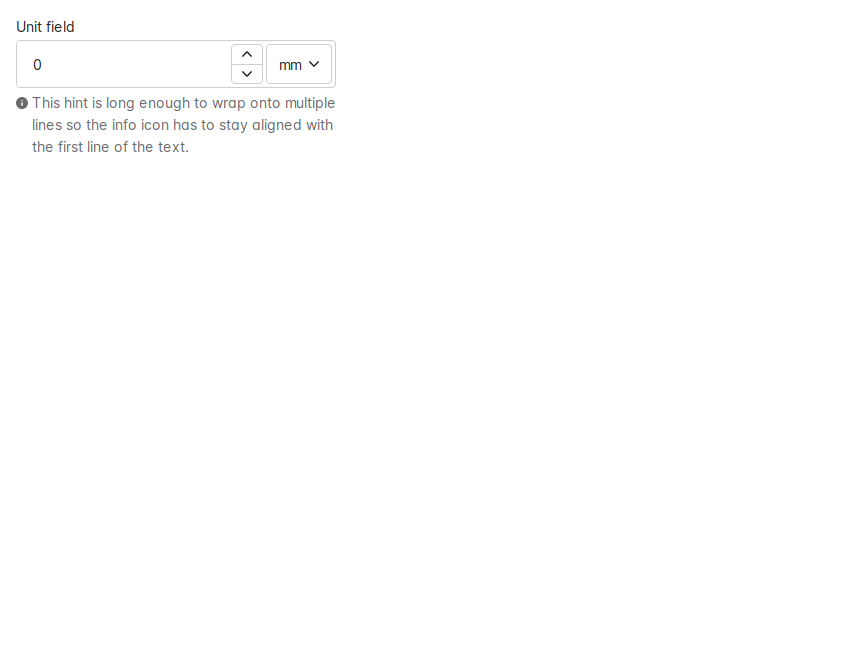 Unit field
0
mm
This hint is long enough to wrap onto multiple
lines so the info icon has to stay aligned with
the first line of the text.